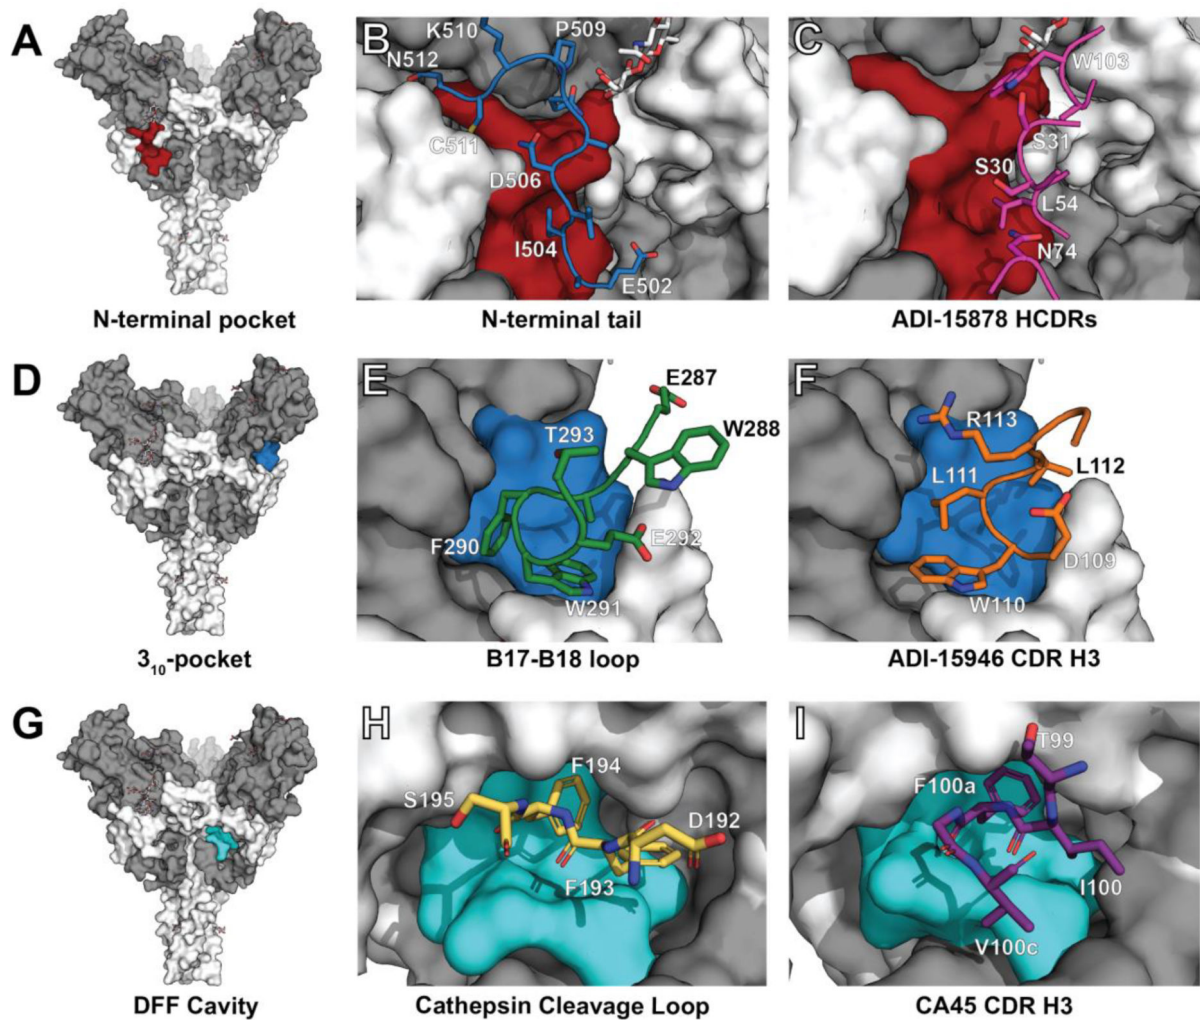 A
N-terminal pocket
B
K510
P509
N512
C511
D506
I504
E502
N-terminal tail
C
W103
S31
S30
L54
N74
ADI-15878 HCDRs
D
3₁₀-pocket
E
E287
W288
T293
F290
E292
W291
B17-B18 loop
F
R113
L111
L112
D109
W110
ADI-15946 CDR H3
G
DFF Cavity
H
F194
S195
D192
F193
Cathepsin Cleavage Loop
I
T99
F100a
I100
V100c
CA45 CDR H3